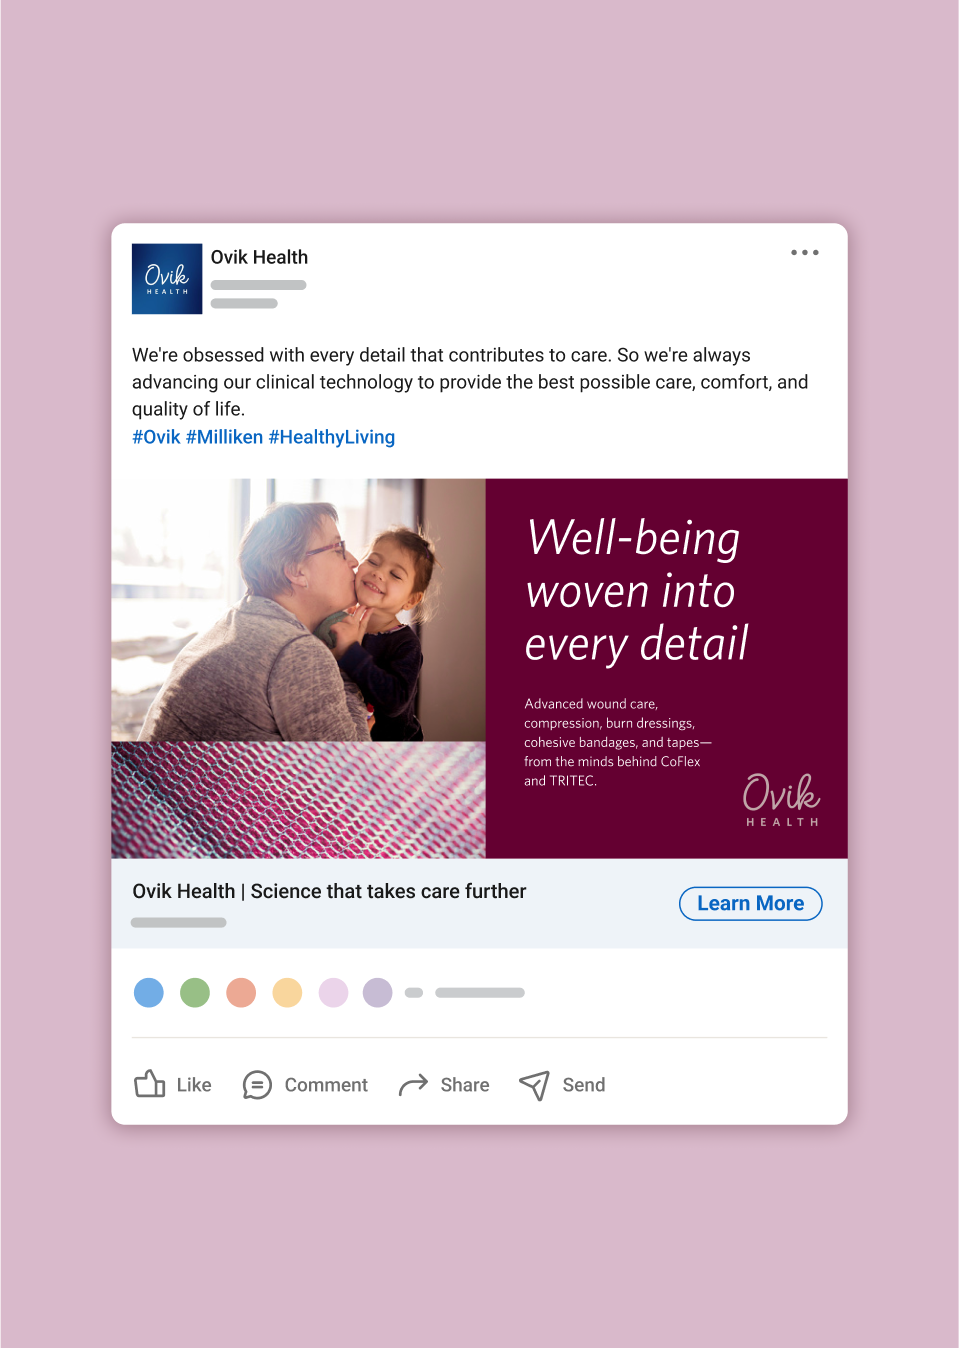 Ovik
HEALTH
Ovik Health
We're obsessed with every detail that contributes to care. So we're always
advancing our clinical technology to provide the best possible care, comfort, and
quality of life.
#Ovik #Milliken #HealthyLiving
Well-being
woven into
every detail
Advanced wound care,
compression, burn dressings,
cohesive bandages, and tapes—
from the minds behind CoFlex
and TRITEC.
Ovik
HEALTH
Ovik Health | Science that takes care further
Learn More
Like
Comment
Share
Send